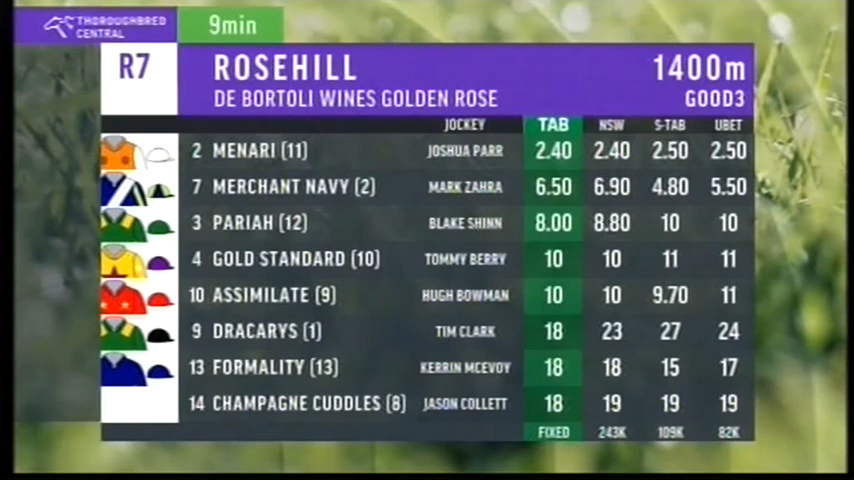 THOROUGHBRED
CENTRAL
9min
R7 ROSEHILL 1400m
DE BORTOLI WINES GOLDEN ROSE GOOD3
JOCKEY TAB NSW S-TAB UBET
2 MENARI (11) JOSHUA PARR 2.40 2.40 2.50 2.50
7 MERCHANT NAVY (2) MARK ZAHRA 6.50 6.90 4.80 5.50
3 PARIAH (12) BLAKE SHINN 8.00 8.80 10 10
4 GOLD STANDARD (10) TOMMY BERRY 10 10 11 11
10 ASSIMILATE (9) HUGH BOWMAN 10 10 9.70 11
9 DRACARYS (1) TIM CLARK 18 23 27 24
13 FORMALITY (13) KERRIN MCEVOY 18 18 15 17
14 CHAMPAGNE CUDDLES (8) JASON COLLETT 18 19 19 19
FIXED 243K 109K 82K